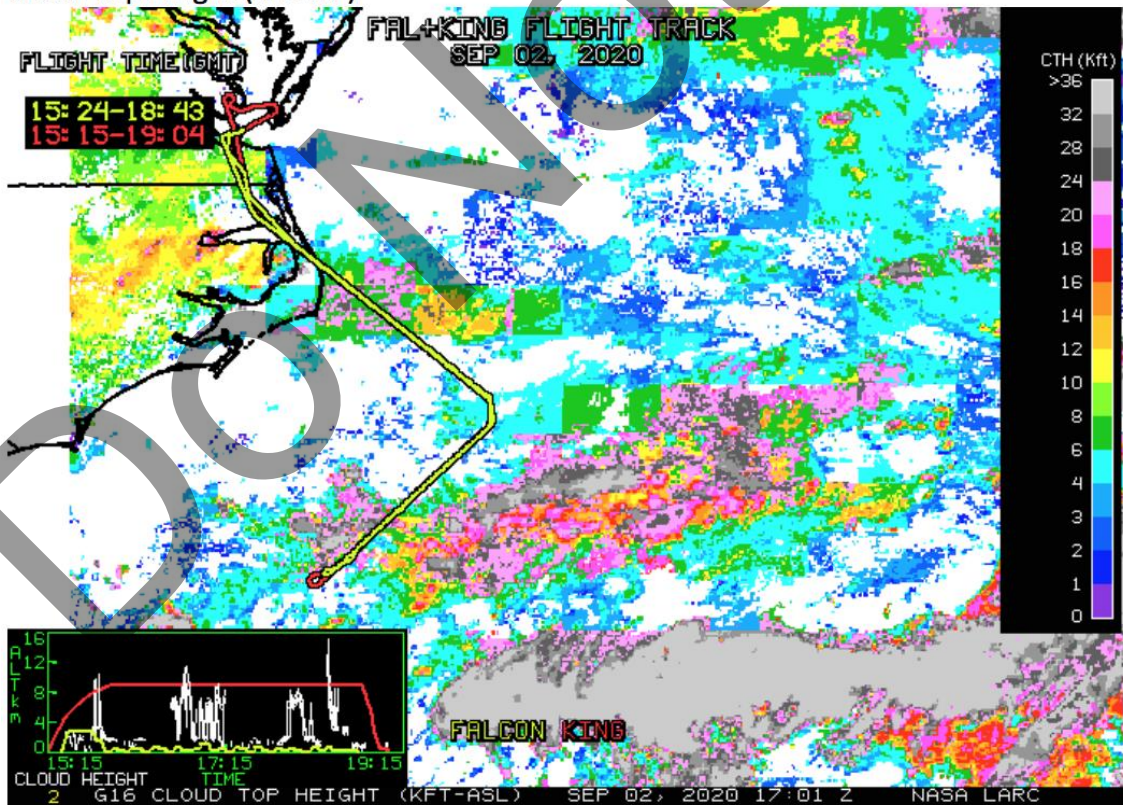 FAL+KING FLIGHT TRACK
SEP 02, 2020
FLIGHT TIME(GMT)
15:24-18:43
15:15-19:04
CTH (Kft)
>36
32
28
24
20
18
16
14
12
10
8
6
4
3
2
1
0
Do No
16
12
8
4
0
ALT km
15:15 17:15 19:15
CLOUD HEIGHT TIME
FALCON KING
2 G16 CLOUD TOP HEIGHT (KFT-ASL) SEP 02, 2020 17:01 Z NASA LARC